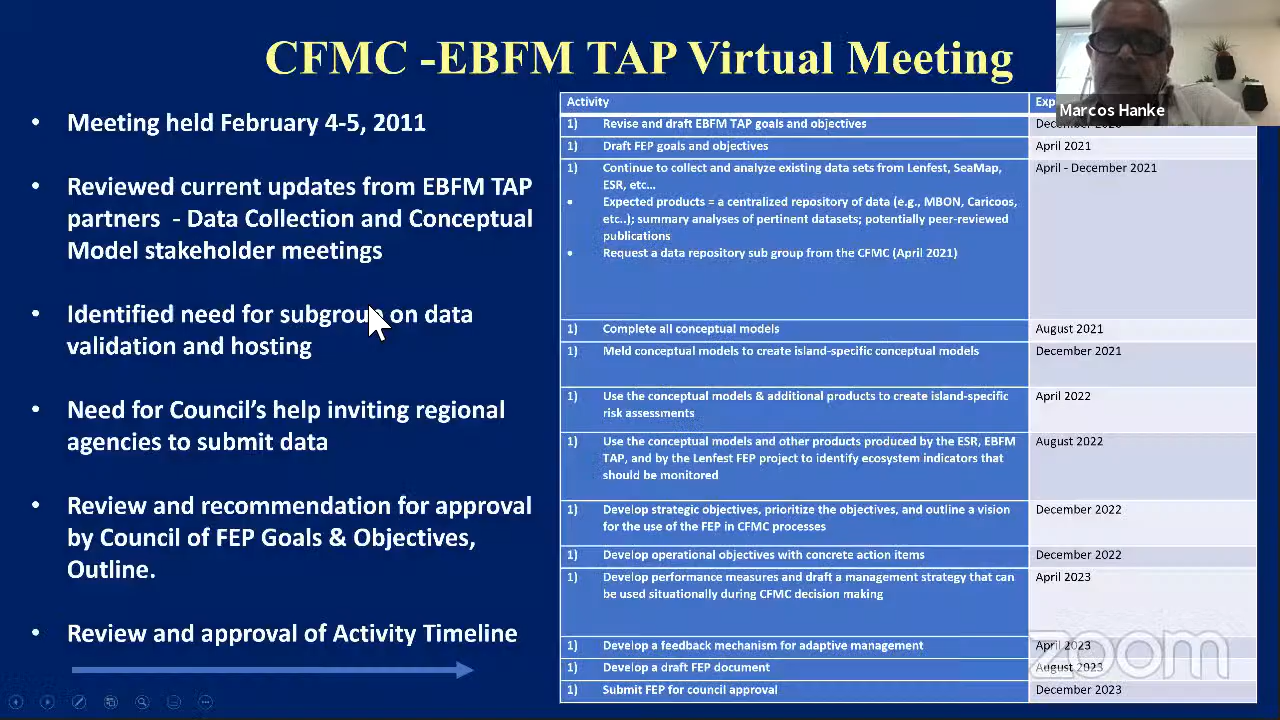 CFMC -EBFM TAP Virtual Meeting
• Meeting held February 4-5, 2011
• Reviewed current updates from EBFM TAP
partners - Data Collection and Conceptual
Model stakeholder meetings
• Identified need for subgroup on data
validation and hosting
• Need for Council's help inviting regional
agencies to submit data
• Review and recommendation for approval
by Council of FEP Goals & Objectives,
Outline.
• Review and approval of Activity Timeline
Activity
1) Revise and draft EBFM TAP goals and objectives
1) Draft FEP goals and objectives April 2021
1) Continue to collect and analyze existing data sets from Lenfest, SeaMap, April - December 2021
ESR, etc...
• Expected products = a centralized repository of data (e.g., MBON, Caricoos,
etc..); summary analyses of pertinent datasets; potentially peer-reviewed
publications
• Request a data repository sub group from the CFMC (April 2021)
1) Complete all conceptual models August 2021
1) Meld conceptual models to create island-specific conceptual models December 2021
1) Use the conceptual models & additional products to create island-specific April 2022
risk assessments
1) Use the conceptual models and other products produced by the ESR, EBFM August 2022
TAP, and by the Lenfest FEP project to identify ecosystem indicators that
should be monitored
1) Develop strategic objectives, prioritize the objectives, and outline a vision December 2022
for the use of the FEP in CFMC processes
1) Develop operational objectives with concrete action items December 2022
1) Develop performance measures and draft a management strategy that can April 2023
be used situationally during CFMC decision making
1) Develop a feedback mechanism for adaptive management April 2023
1) Develop a draft FEP document August 2023
1) Submit FEP for council approval December 2023
Marcos Hanke
zoom